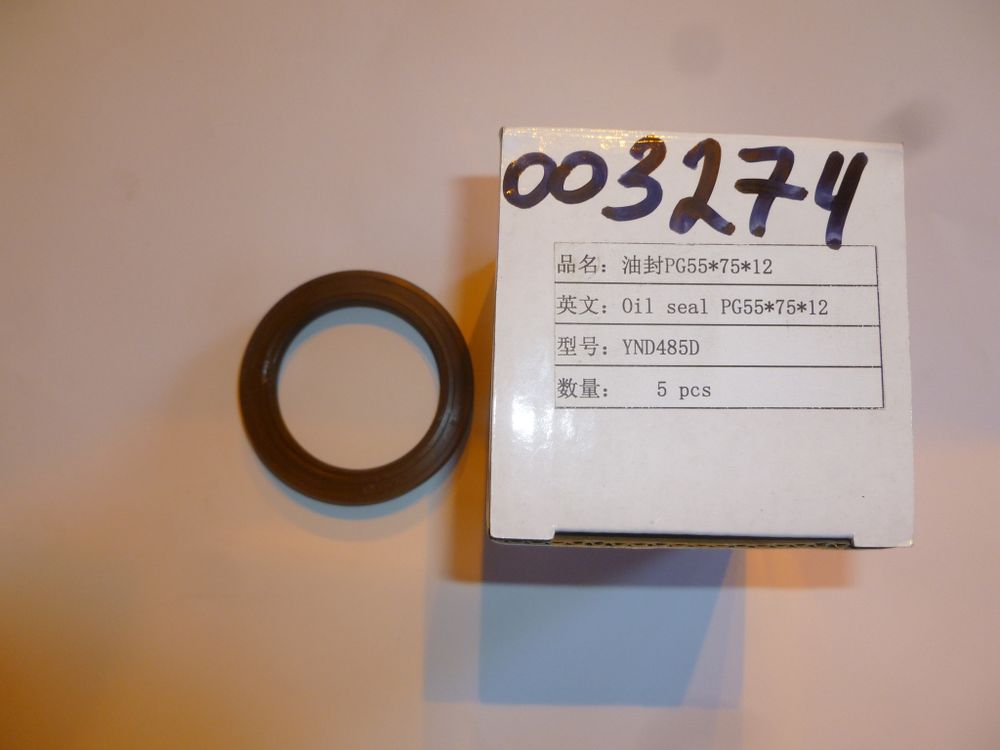 003274
品名: 油封PG55*75*12
英文: Oil seal PG55*75*12
型号: YND485D
数量: 5 pcs